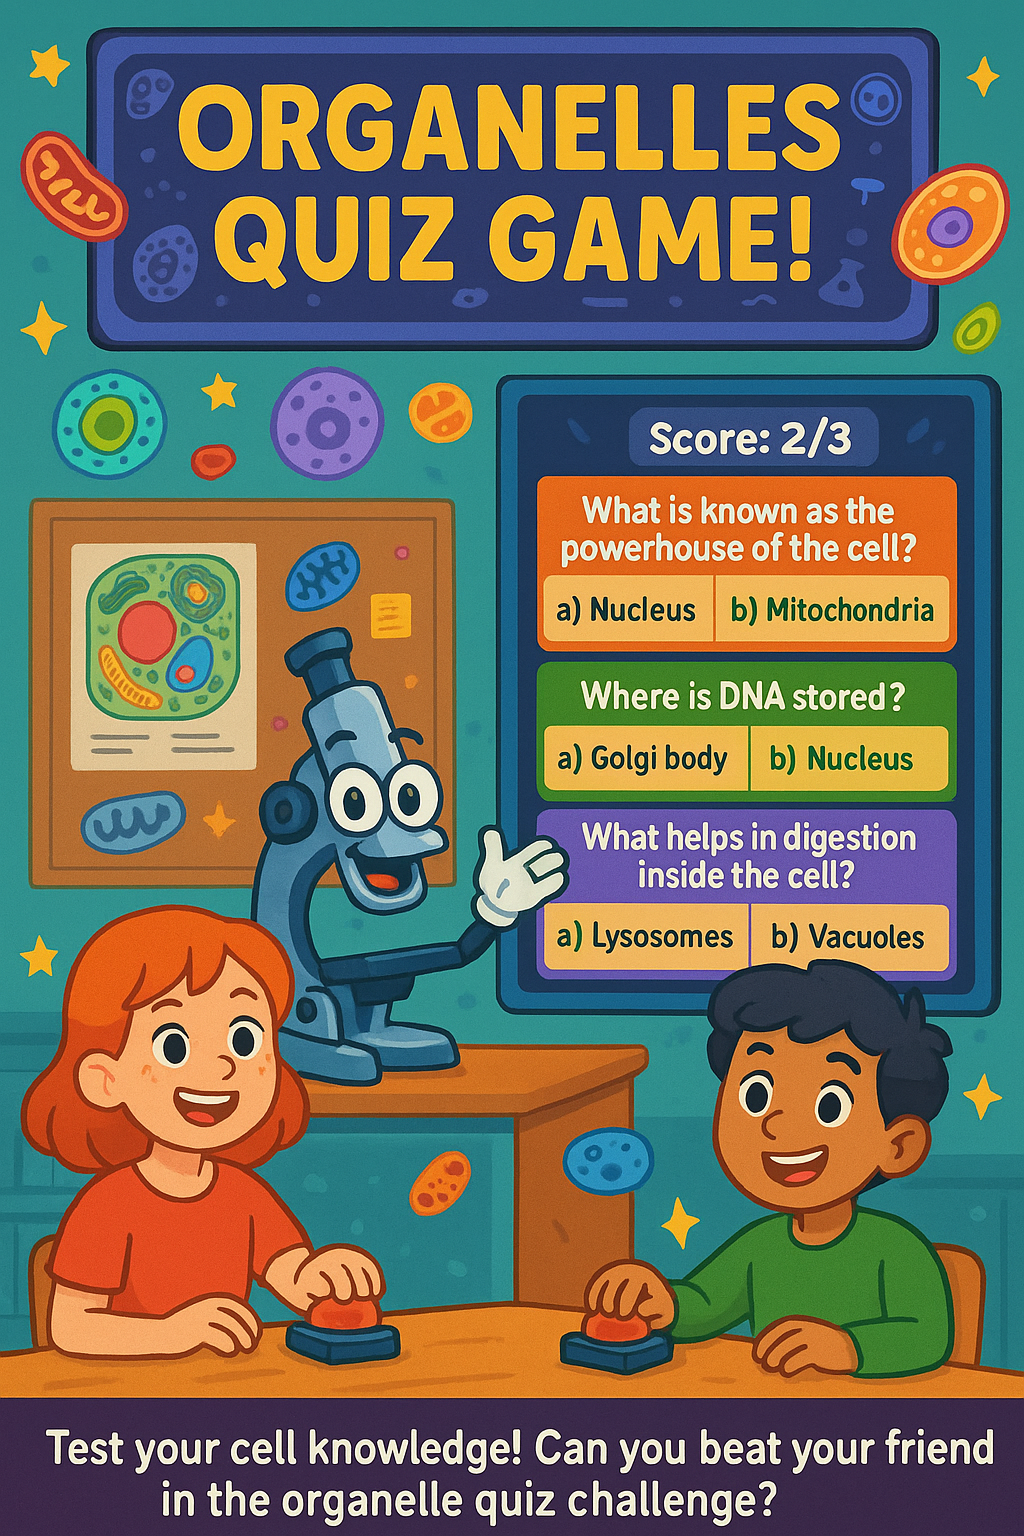 ORGANELLES
QUIZ GAME!
Score: 2/3
What is known as the
powerhouse of the cell?
a) Nucleus
b) Mitochondria
Where is DNA stored?
a) Golgi body
b) Nucleus
What helps in digestion
inside the cell?
a) Lysosomes
b) Vacuoles
Test your cell knowledge! Can you beat your friend
in the organelle quiz challenge?